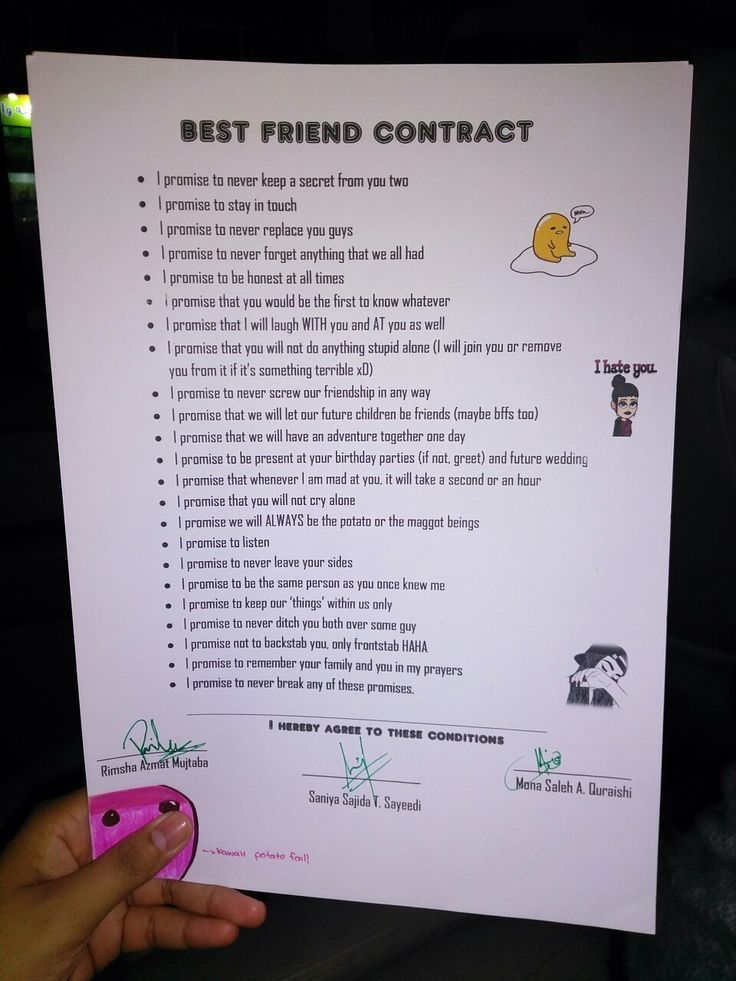 BEST FRIEND CONTRACT
• I promise to never keep a secret from you two
• I promise to stay in touch
• I promise to never replace you guys
Meh...
• I promise to never forget anything that we all had
• I promise to be honest at all times
• I promise that you would be the first to know whatever
• I promise that I will laugh WITH you and AT you as well
• I promise that you will not do anything stupid alone (I will join you or remove
you from it if it's something terrible xD)
I hate you.
• I promise to never screw our friendship in any way
• I promise that we will let our future children be friends (maybe bffs too)
• I promise that we will have an adventure together one day
• I promise to be present at your birthday parties (if not, greet) and future wedding
• I promise that whenever I am mad at you, it will take a second or an hour
• I promise that you will not cry alone
• I promise we will ALWAYS be the potato or the maggot beings
• I promise to listen
• I promise to never leave your sides
• I promise to be the same person as you once knew me
• I promise to keep our 'things' within us only
• I promise to never ditch you both over some guy
• I promise not to backstab you, only frontstab HAHA
• I promise to remember your family and you in my prayers
• I promise to never break any of these promises.
I HEREBY AGREE TO THESE CONDITIONS
Rimsha Azmat Mujtaba
Saniya Sajida T. Sayeedi
Mona Saleh A. Quraishi
→ kawaii potato fail!